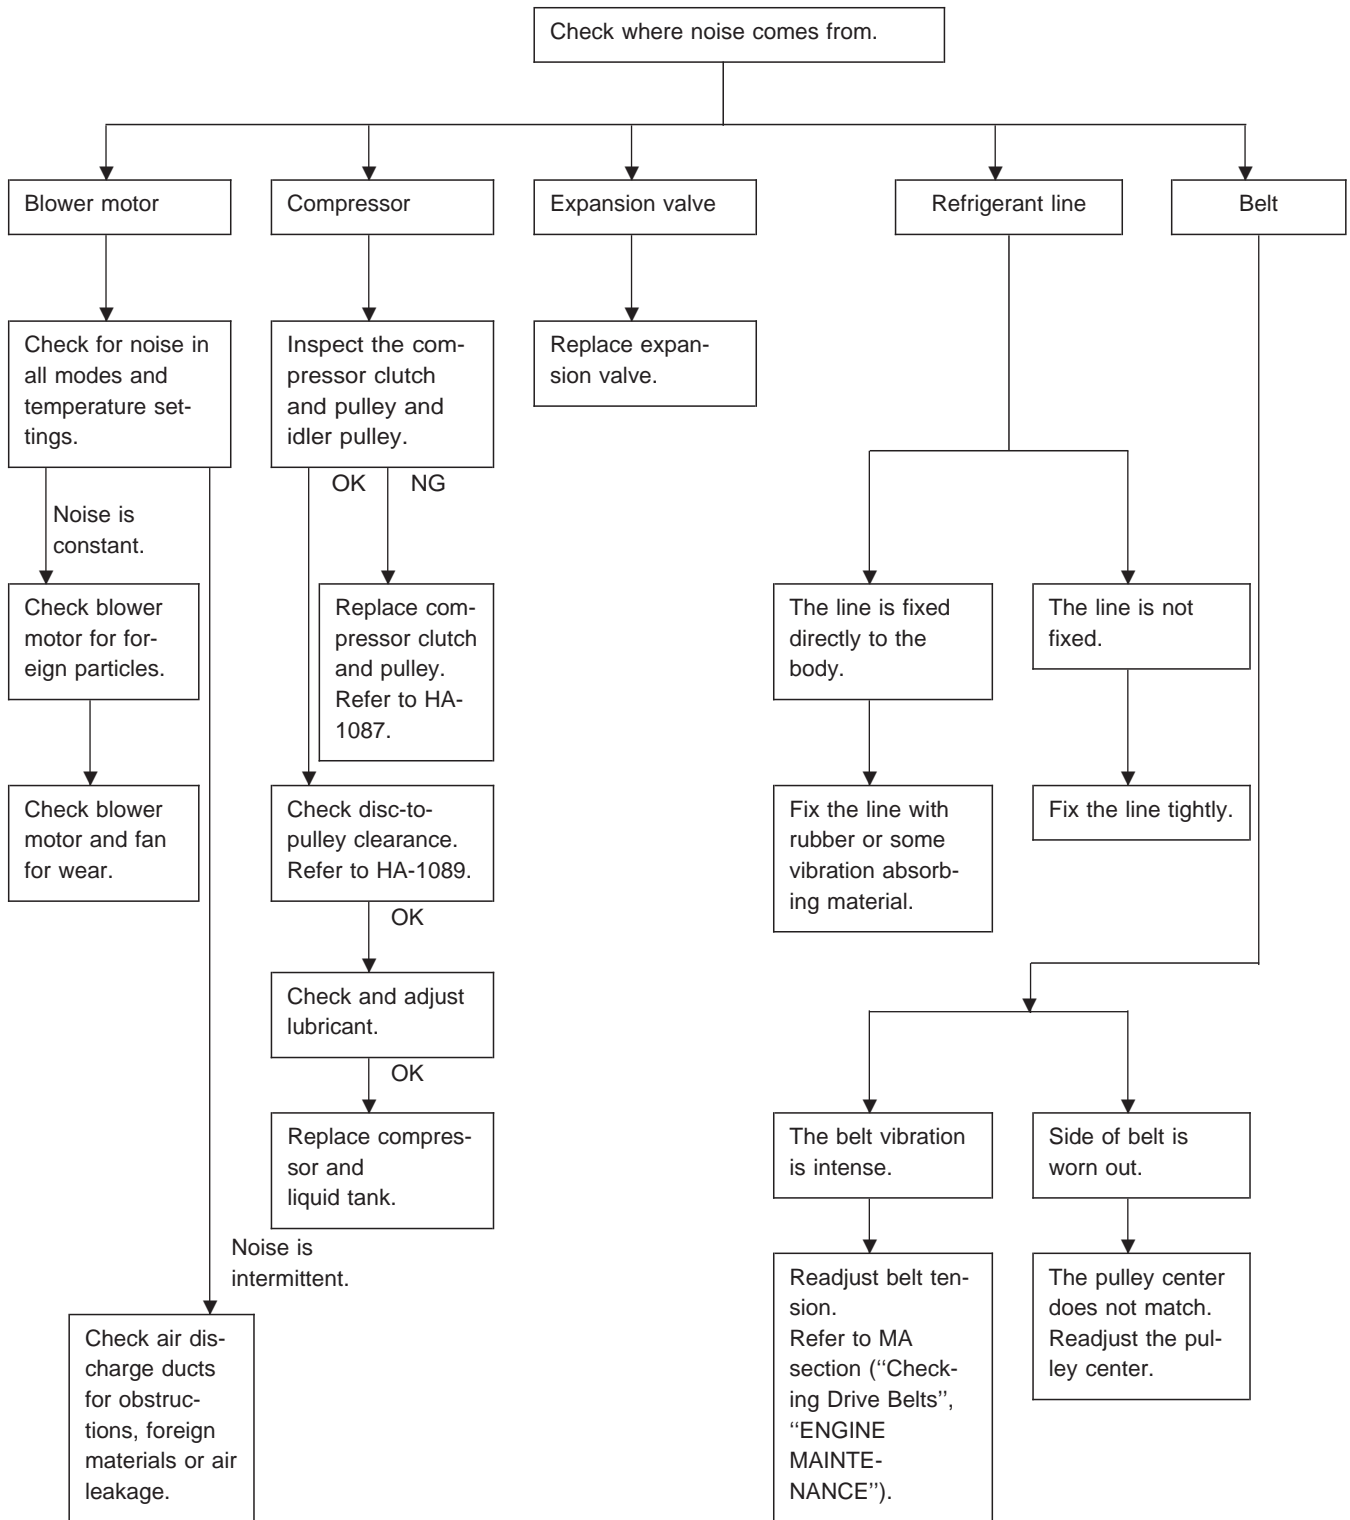 Check where noise comes from.
Blower motor
Compressor
Expansion valve
Refrigerant line
Belt
Check for noise in
all modes and
temperature set-
tings.
Inspect the com-
pressor clutch
and pulley and
idler pulley.
Replace expan-
sion valve.
OK
NG
Noise is
constant.
Check blower
motor for for-
eign particles.
Replace com-
pressor clutch
and pulley.
Refer to HA-
1087.
The line is fixed
directly to the
body.
The line is not
fixed.
Check blower
motor and fan
for wear.
Check disc-to-
pulley clearance.
Refer to HA-1089.
Fix the line with
rubber or some
vibration absorb-
ing material.
Fix the line tightly.
OK
Check and adjust
lubricant.
OK
Replace compres-
sor and
liquid tank.
The belt vibration
is intense.
Side of belt is
worn out.
Noise is
intermittent.
Readjust belt ten-
sion.
Refer to MA
section (‘‘Check-
ing Drive Belts’’,
‘‘ENGINE
MAINTE-
NANCE’’).
The pulley center
does not match.
Readjust the pul-
ley center.
Check air dis-
charge ducts
for obstruc-
tions, foreign
materials or air
leakage.